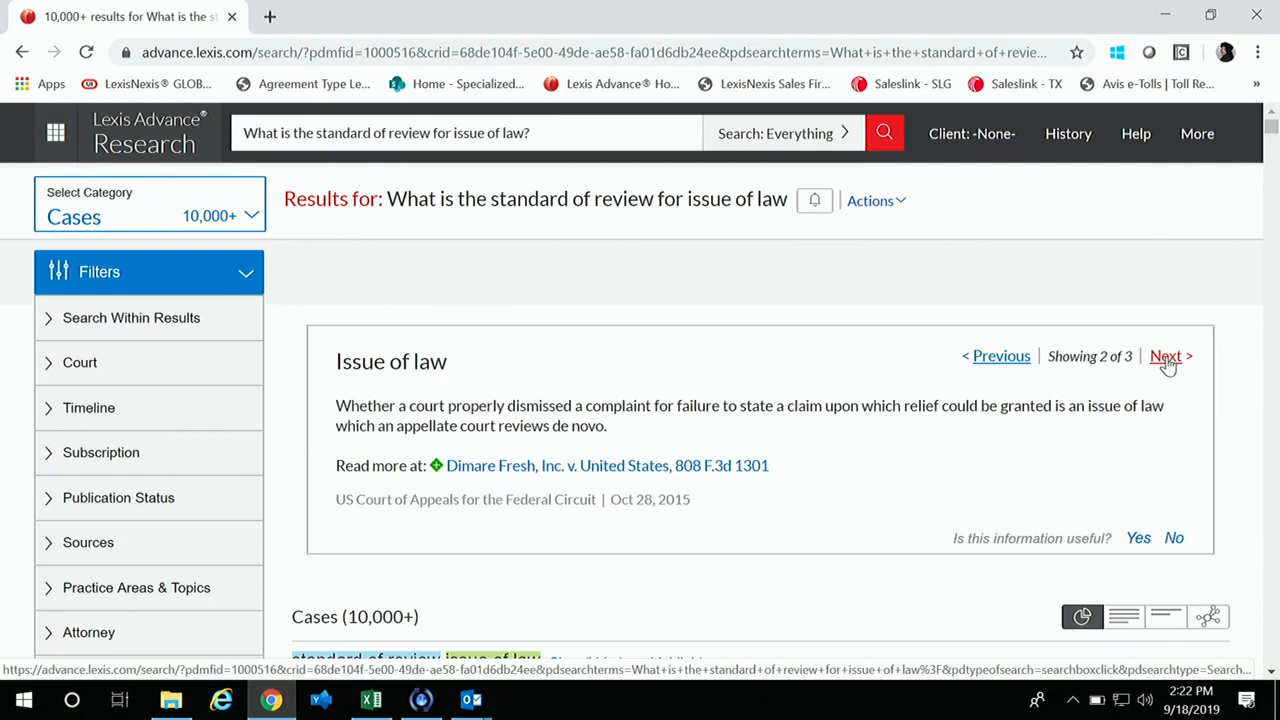 10,000+ results for What is the st
advance.lexis.com/search/?pdmfid=1000516&crid=68de104f-5e00-49de-ae58-fa01d6db24ee&pdsearchterms=What+is+the+standard+of+revie...
Apps LexisNexis® GLOB... Agreement Type Le... Home - Specialized... Lexis Advance® Ho... LexisNexis Sales Fir... Saleslink - SLG Saleslink - TX Avis e-Tolls | Toll Re... »
Lexis Advance®
Research
What is the standard of review for issue of law?
Search: Everything
Client: -None-
History
Help
More
Select Category
Cases 10,000+
Results for: What is the standard of review for issue of law
Actions
Filters
Search Within Results
Court
Timeline
Subscription
Publication Status
Sources
Practice Areas & Topics
Attorney
Issue of law
< Previous | Showing 2 of 3 | Next >
Whether a court properly dismissed a complaint for failure to state a claim upon which relief could be granted is an issue of law
which an appellate court reviews de novo.
Read more at: Dimare Fresh, Inc. v. United States, 808 F.3d 1301
US Court of Appeals for the Federal Circuit | Oct 28, 2015
Is this information useful? Yes No
Cases (10,000+)
standard of review issue of law
https://advance.lexis.com/search/?pdmfid=1000516&crid=68de104f-5e00-49de-ae58-fa01d6db24ee&pdsearchterms=What+is+the+standard+of+review+for+issue+of+law%3F&pdtypeofsearch=searchboxclick&pdsearchtype=Search...
2:22 PM
9/18/2019